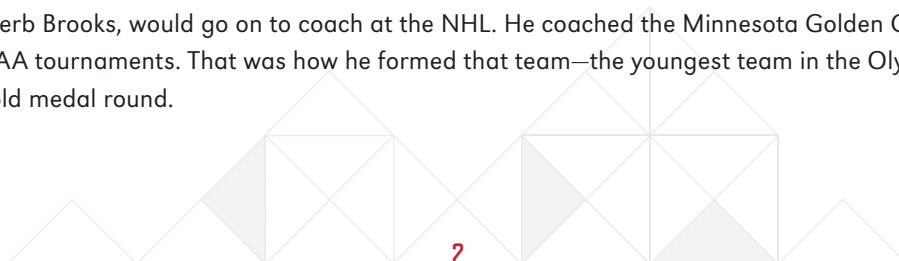 erb Brooks, would go on to coach at the NHL. He coached the Minnesota Golden G
AA tournaments. That was how he formed that team—the youngest team in the Oly
ld medal round.
2